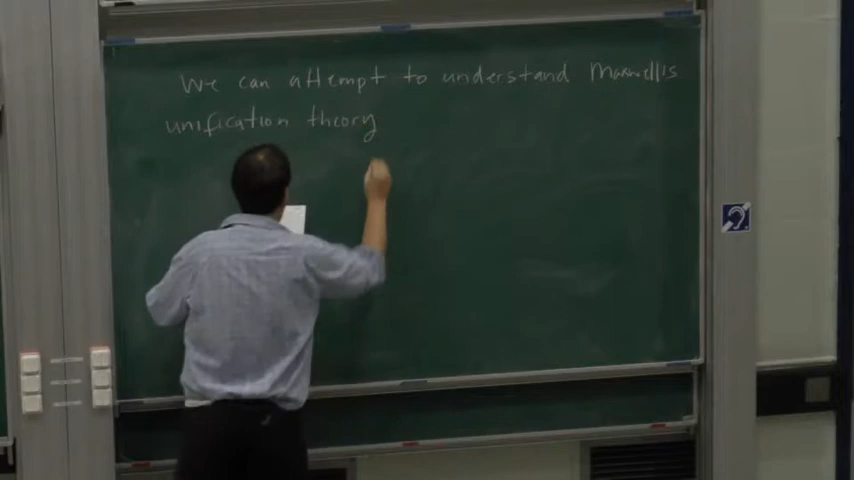 We can attempt to understand Maxwell's
unification theory